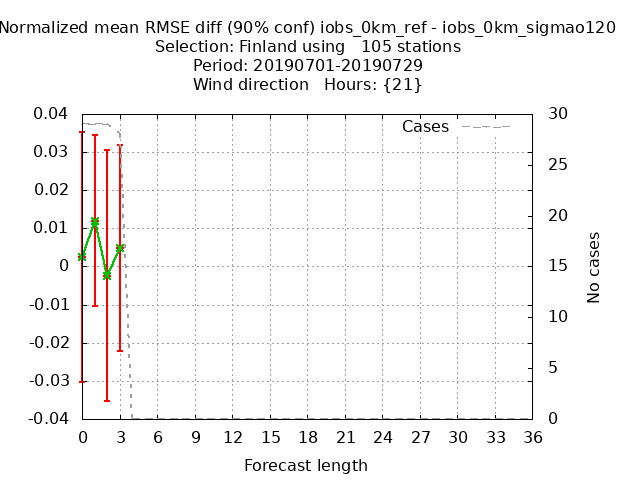 Normalized mean RMSE diff (90% conf) iobs_0km_ref - iobs_0km_sigmao120
Selection: Finland using 105 stations
Period: 20190701-20190729
Wind direction Hours: {21}
Cases
0.04
0.03
0.02
0.01
0
-0.01
-0.02
-0.03
-0.04
30
25
20
15
10
5
0
No cases
0 3 6 9 12 15 18 21 24 27 30 33 36
Forecast length